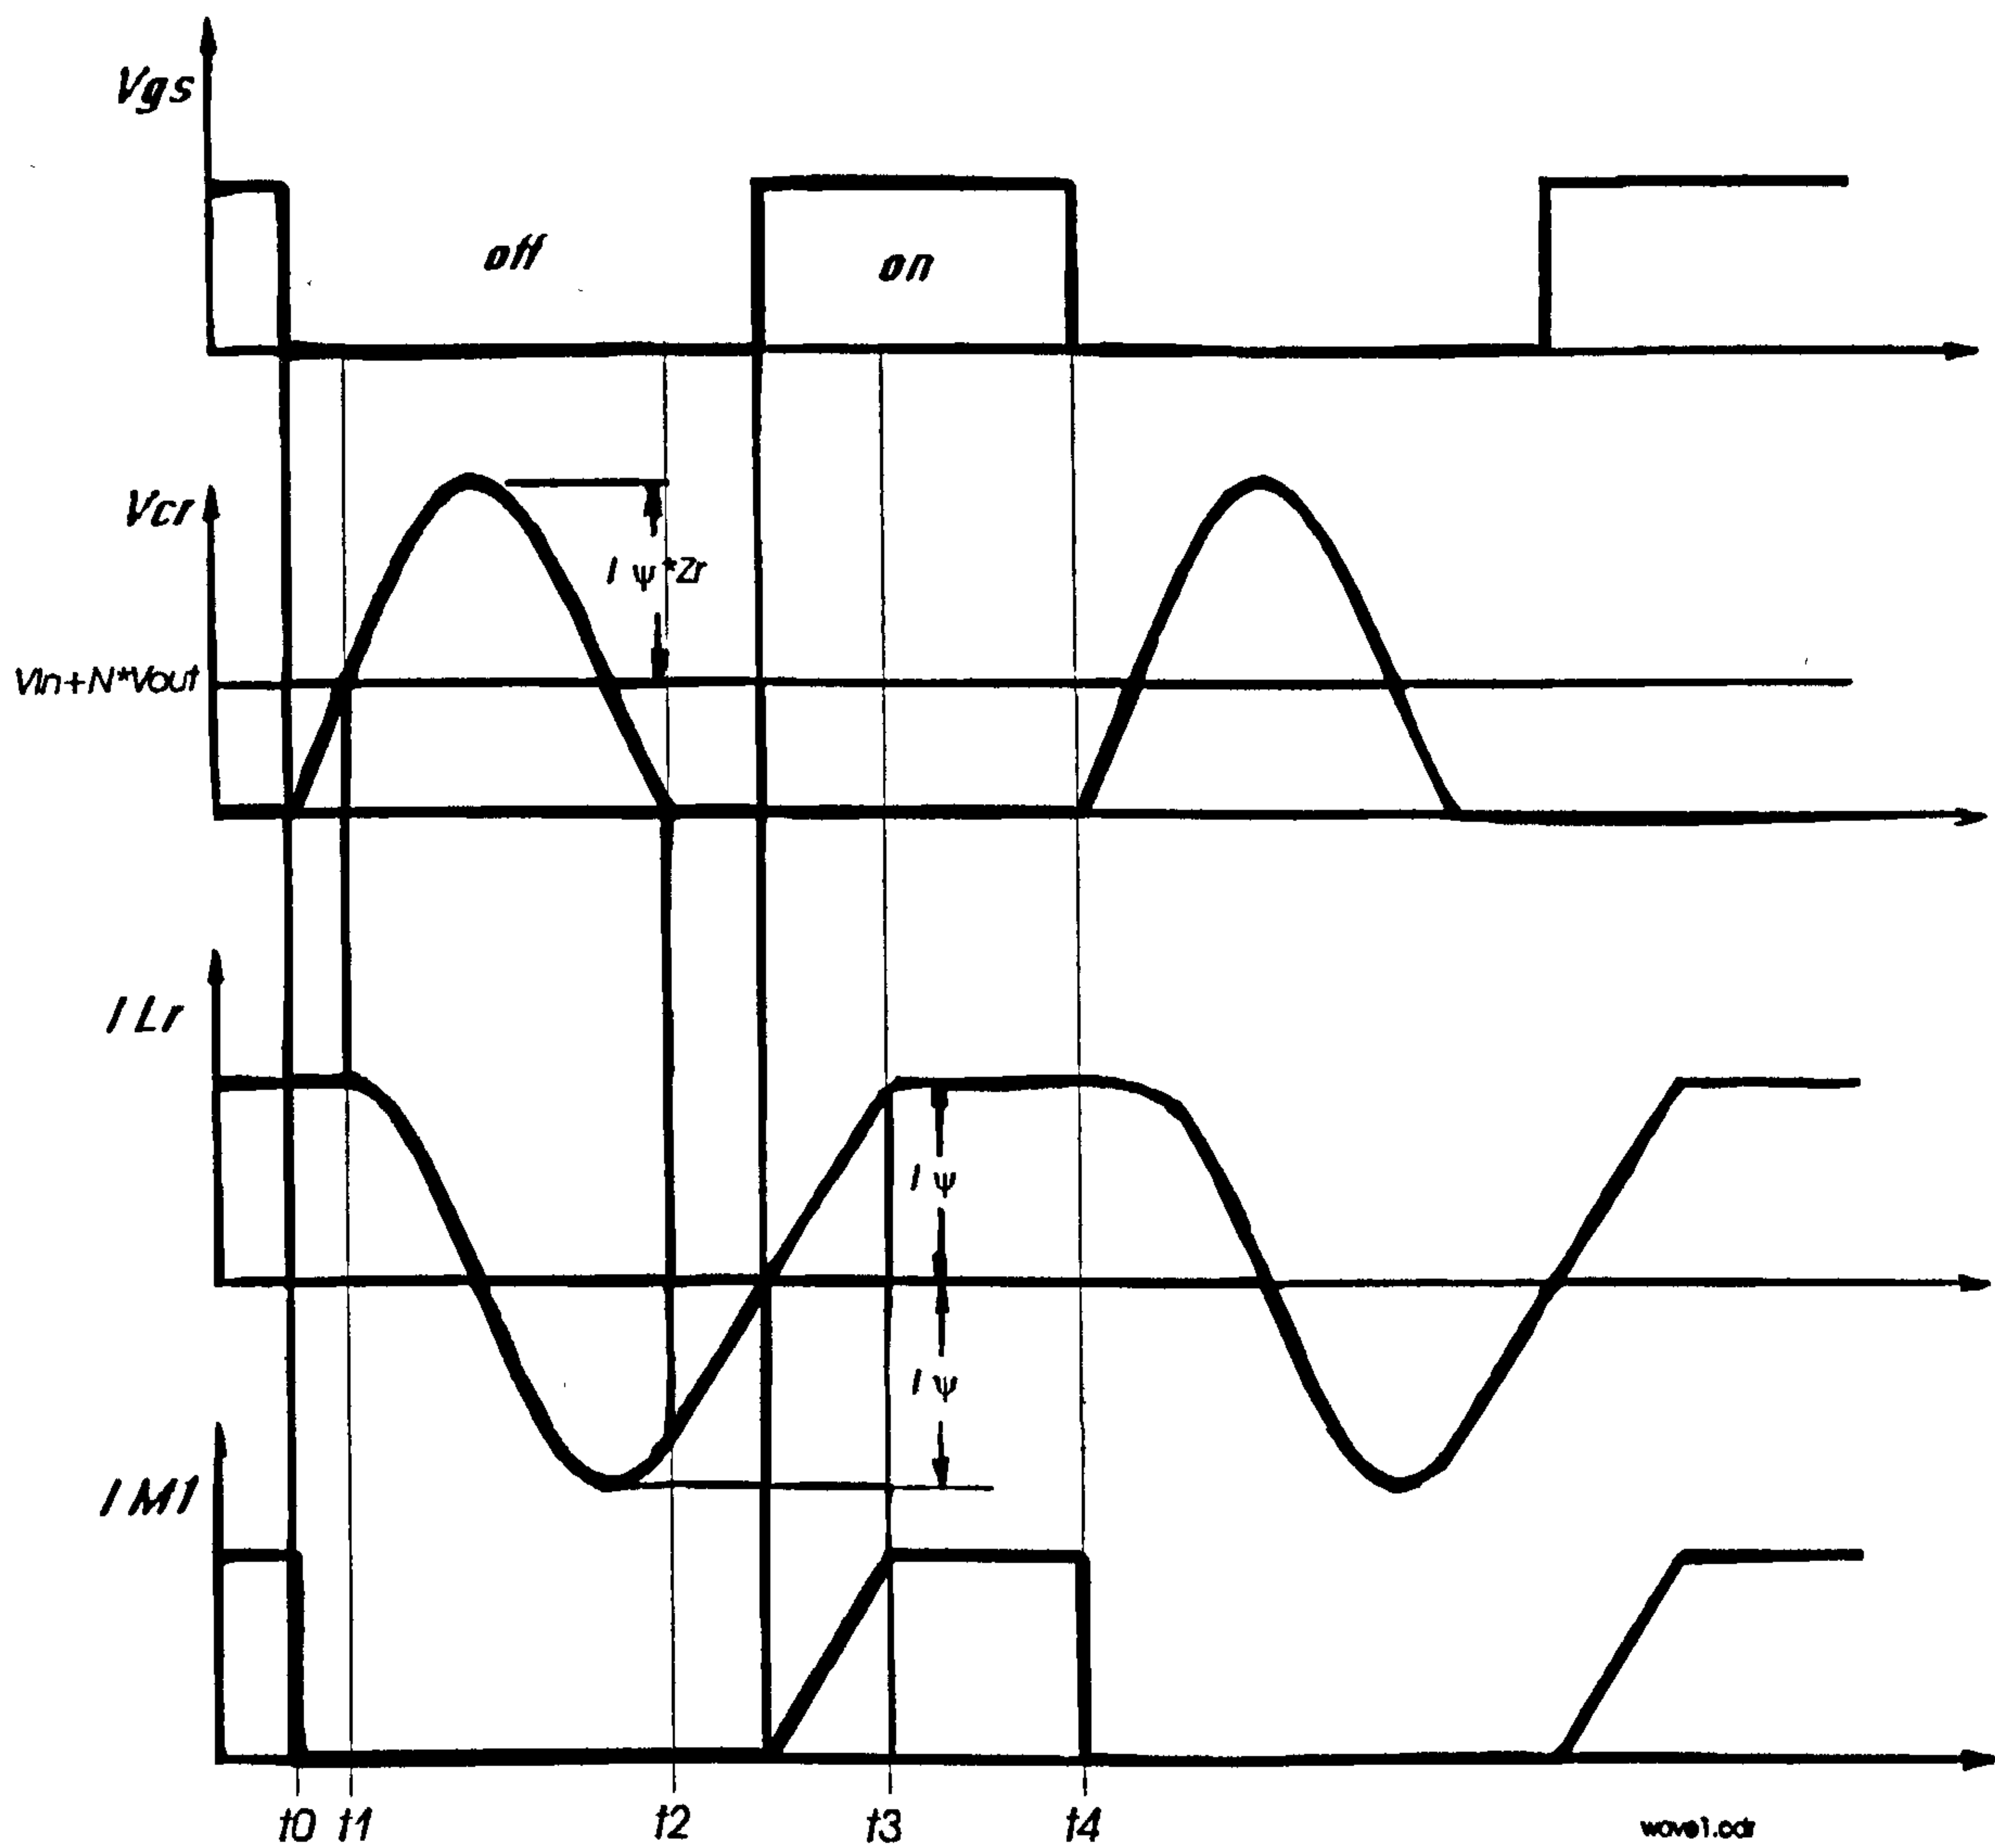 Vgs
off
on
Vcr
I ψ*Zr
Vin+N*Vout
I Lr
I ψ
I ψ
I M1
t0 t1 t2 t3 t4
wave1.cdr